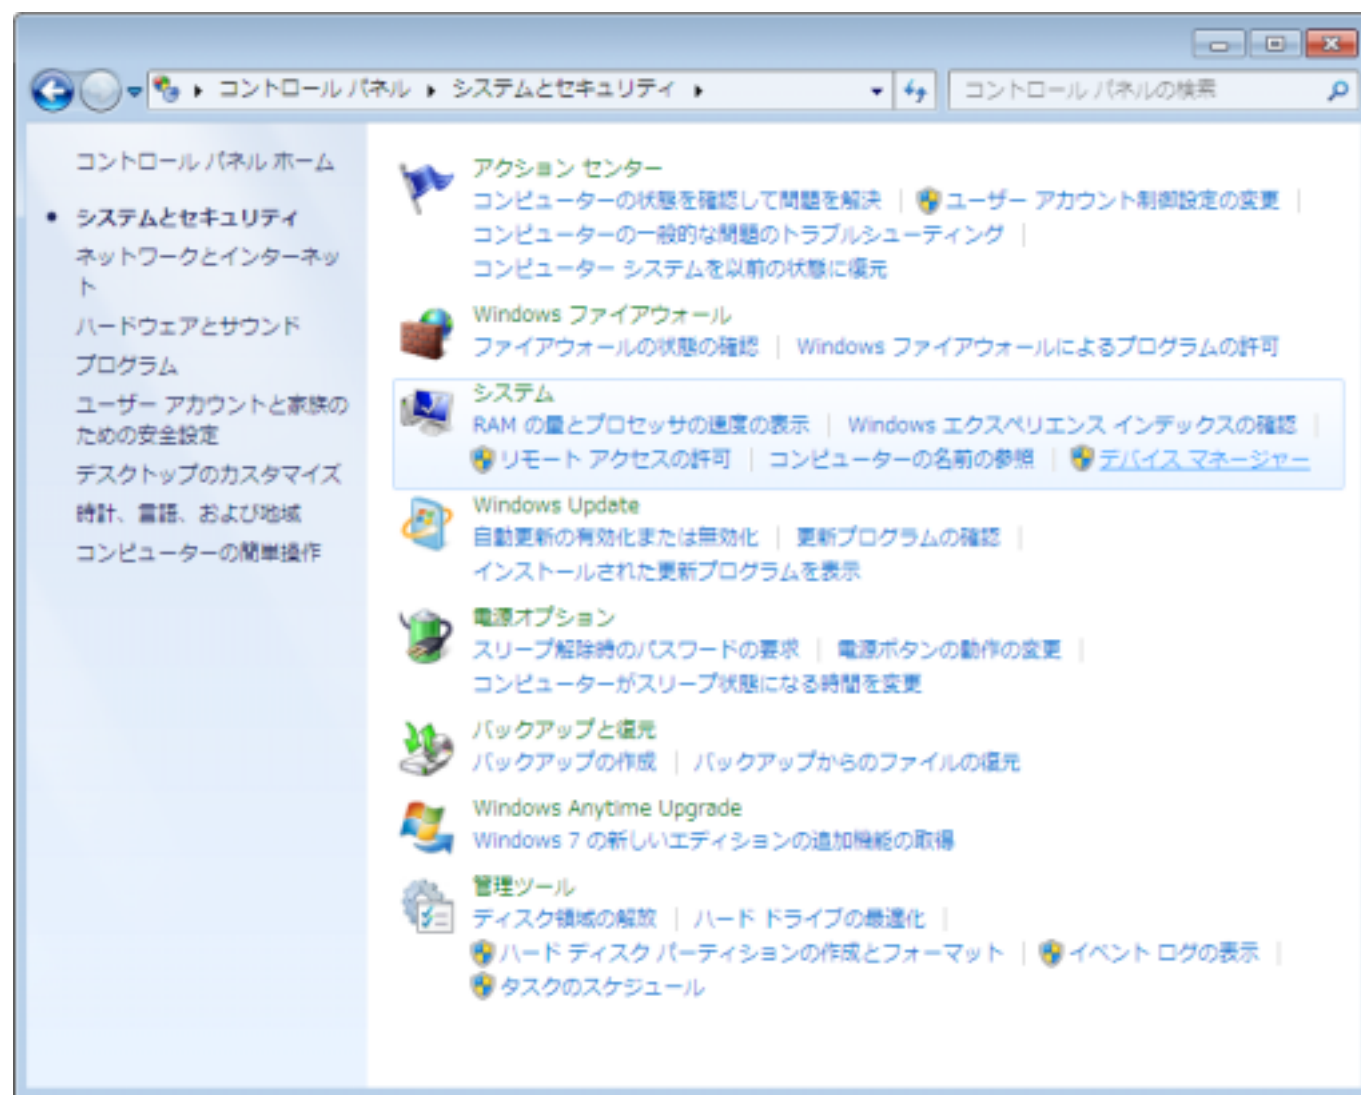 コントロール パネル ▸ システムとセキュリティ ▸
コントロール パネルの検索
コントロール パネル ホーム
システムとセキュリティ
ネットワークとインターネッ
ト
ハードウェアとサウンド
プログラム
ユーザー アカウントと家族の
ための安全設定
デスクトップのカスタマイズ
時計、言語、および地域
コンピューターの簡単操作
アクション センター
コンピューターの状態を確認して問題を解決 | ユーザー アカウント制御設定の変更 |
コンピューターの一般的な問題のトラブルシューティング |
コンピューター システムを以前の状態に復元
Windows ファイアウォール
ファイアウォールの状態の確認 | Windows ファイアウォールによるプログラムの許可
システム
RAM の量とプロセッサの速度の表示 | Windows エクスペリエンス インデックスの確認 |
リモート アクセスの許可 | コンピューターの名前の参照 | デバイス マネージャー
Windows Update
自動更新の有効化または無効化 | 更新プログラムの確認 |
インストールされた更新プログラムを表示
電源オプション
スリープ解除時のパスワードの要求 | 電源ボタンの動作の変更 |
コンピューターがスリープ状態になる時間を変更
バックアップと復元
バックアップの作成 | バックアップからのファイルの復元
Windows Anytime Upgrade
Windows 7 の新しいエディションの追加機能の取得
管理ツール
ディスク領域の解放 | ハード ドライブの最適化 |
ハード ディスク パーティションの作成とフォーマット | イベント ログの表示 |
タスクのスケジュール